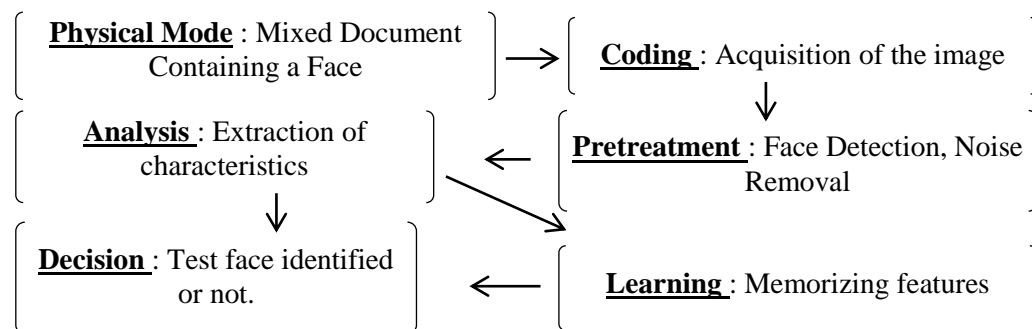 Physical Mode : Mixed Document
Containing a Face
Coding : Acquisition of the image
Analysis : Extraction of
characteristics
Pretreatment : Face Detection, Noise
Removal
Decision : Test face identified
or not.
Learning : Memorizing features